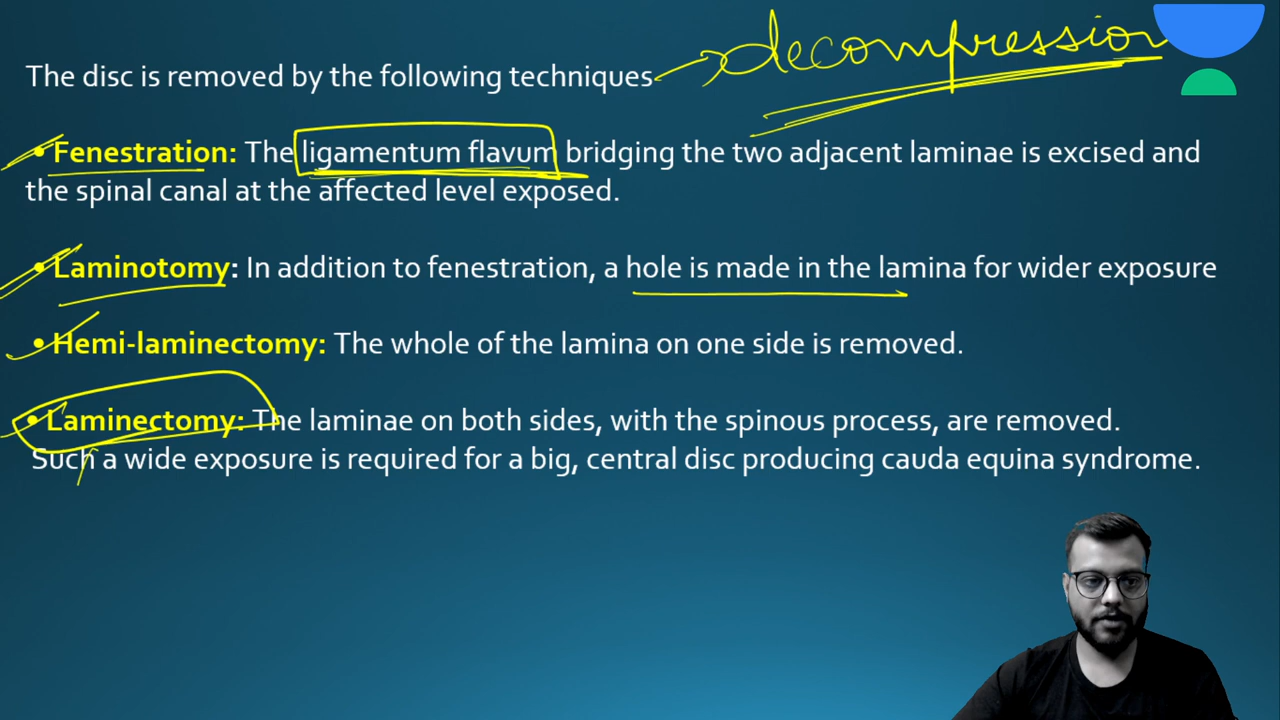 decompression
The disc is removed by the following techniques
• Fenestration: The ligamentum flavum bridging the two adjacent laminae is excised and
the spinal canal at the affected level exposed.
• Laminotomy: In addition to fenestration, a hole is made in the lamina for wider exposure
• Hemi-laminectomy: The whole of the lamina on one side is removed.
• Laminectomy: The laminae on both sides, with the spinous process, are removed.
Such a wide exposure is required for a big, central disc producing cauda equina syndrome.